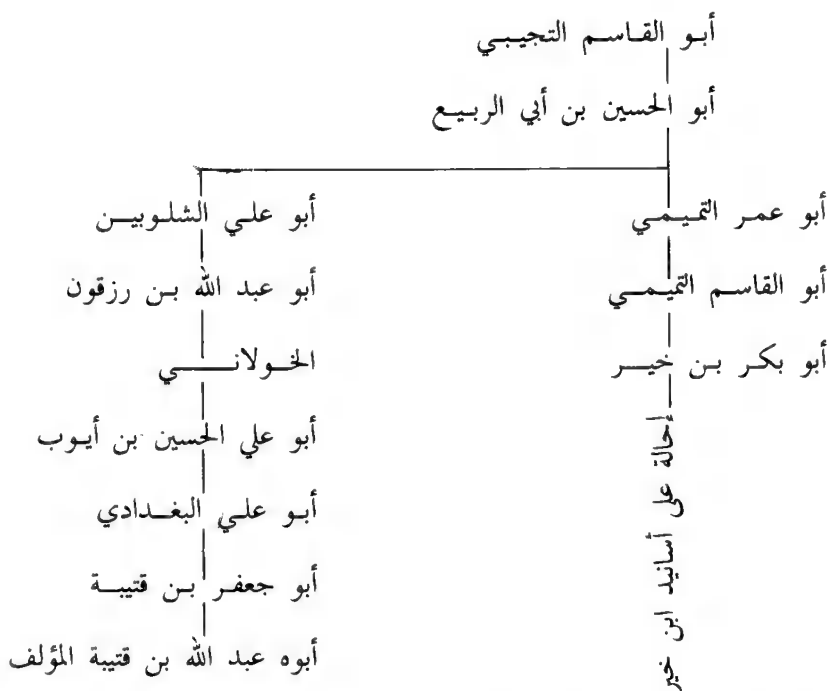 أبو القاسم التجيبي
أبو الحسين بن أبي الربيع
أبو عمر التميمي
أبو القاسم التميمي
أبو بكر بن خير
إحالة على أسانيد ابن خير
أبو علي الشلوبين
أبو عبد الله بن رزقون
الخولاني
أبو علي الحسين بن أيوب
أبو علي البغدادي
أبو جعفر بن قتيبة
أبوه عبد الله بن قتيبة المؤلف